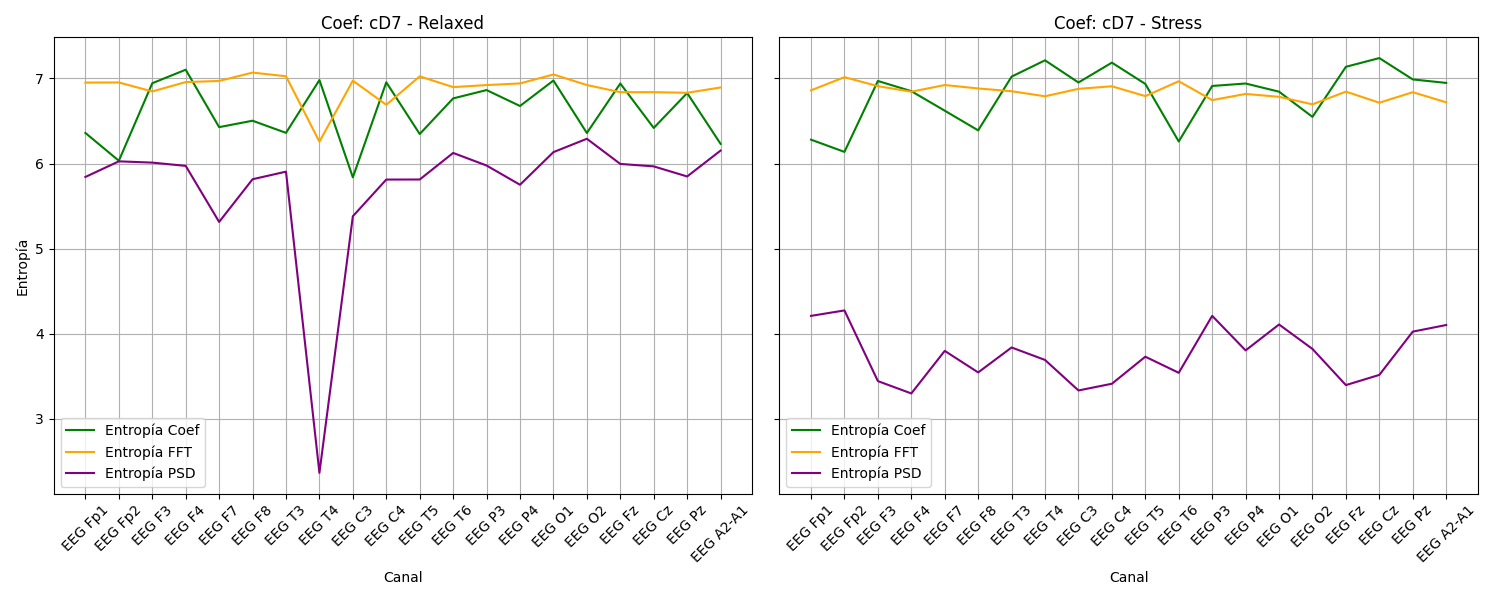 Coef: cD7 - Relaxed
Entropía
7
6
5
4
3
Entropía Coef
Entropía FFT
Entropía PSD
EEG Fp1
EEG Fp2
EEG F3
EEG F4
EEG F7
EEG F8
EEG T3
EEG T4
EEG C3
EEG C4
EEG T5
EEG T6
EEG P3
EEG P4
EEG O1
EEG O2
EEG Fz
EEG Cz
EEG Pz
EEG A2-A1
Canal
Coef: cD7 - Stress
Entropía Coef
Entropía FFT
Entropía PSD
EEG Fp1
EEG Fp2
EEG F3
EEG F4
EEG F7
EEG F8
EEG T3
EEG T4
EEG C3
EEG C4
EEG T5
EEG T6
EEG P3
EEG P4
EEG O1
EEG O2
EEG Fz
EEG Cz
EEG Pz
EEG A2-A1
Canal